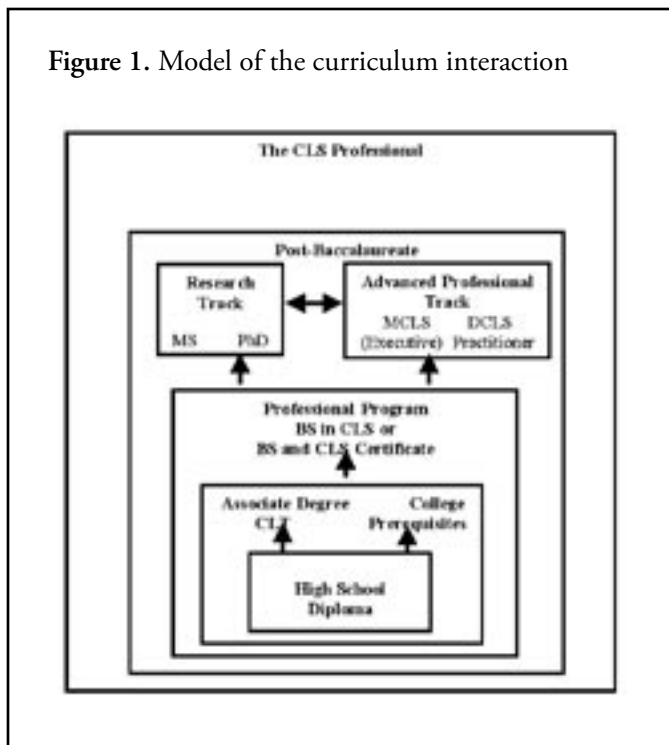 Figure 1. Model of the curriculum interaction
The CLS Professional
Post-Baccalaureate
Research
Track
MS PhD
Advanced Professional
Track
MCLS DCLS
(Executive) Practitioner
Professional Program
BS in CLS or
BS and CLS Certificate
Associate Degree
CLT
College
Prerequisites
High School
Diploma